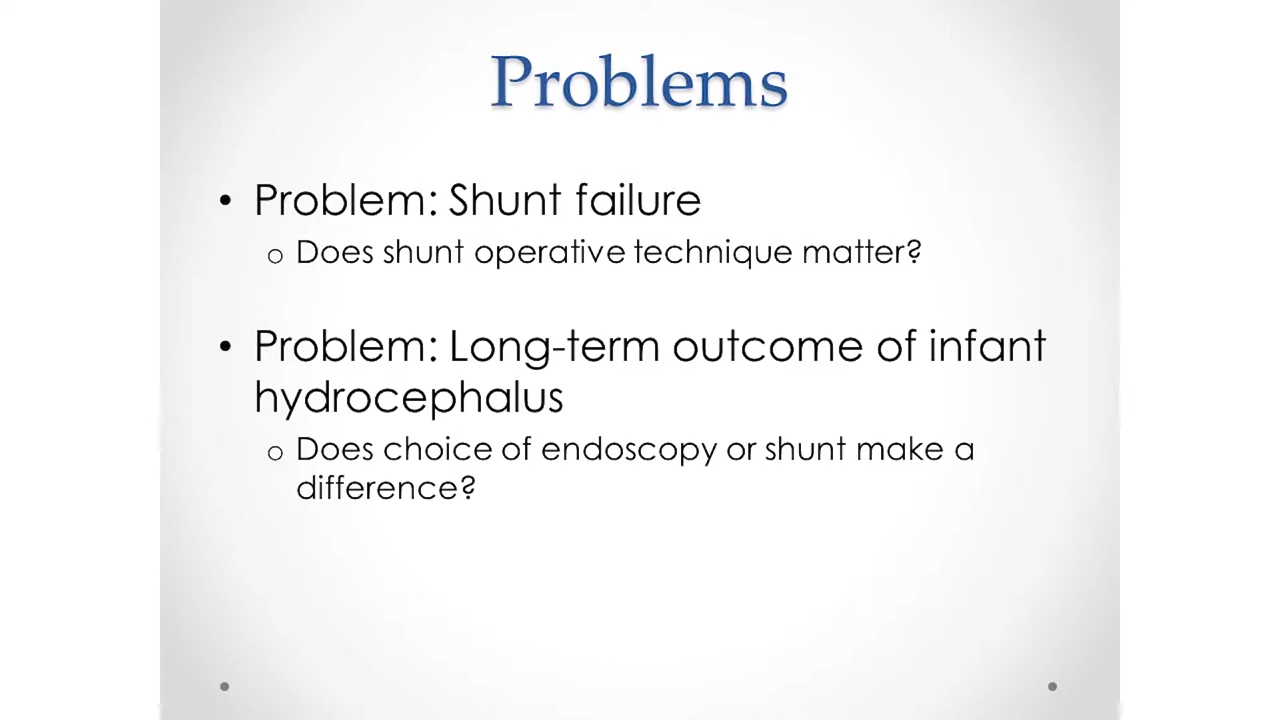 Problems
• Problem: Shunt failure
o Does shunt operative technique matter?
• Problem: Long-term outcome of infant
hydrocephalus
o Does choice of endoscopy or shunt make a
difference?